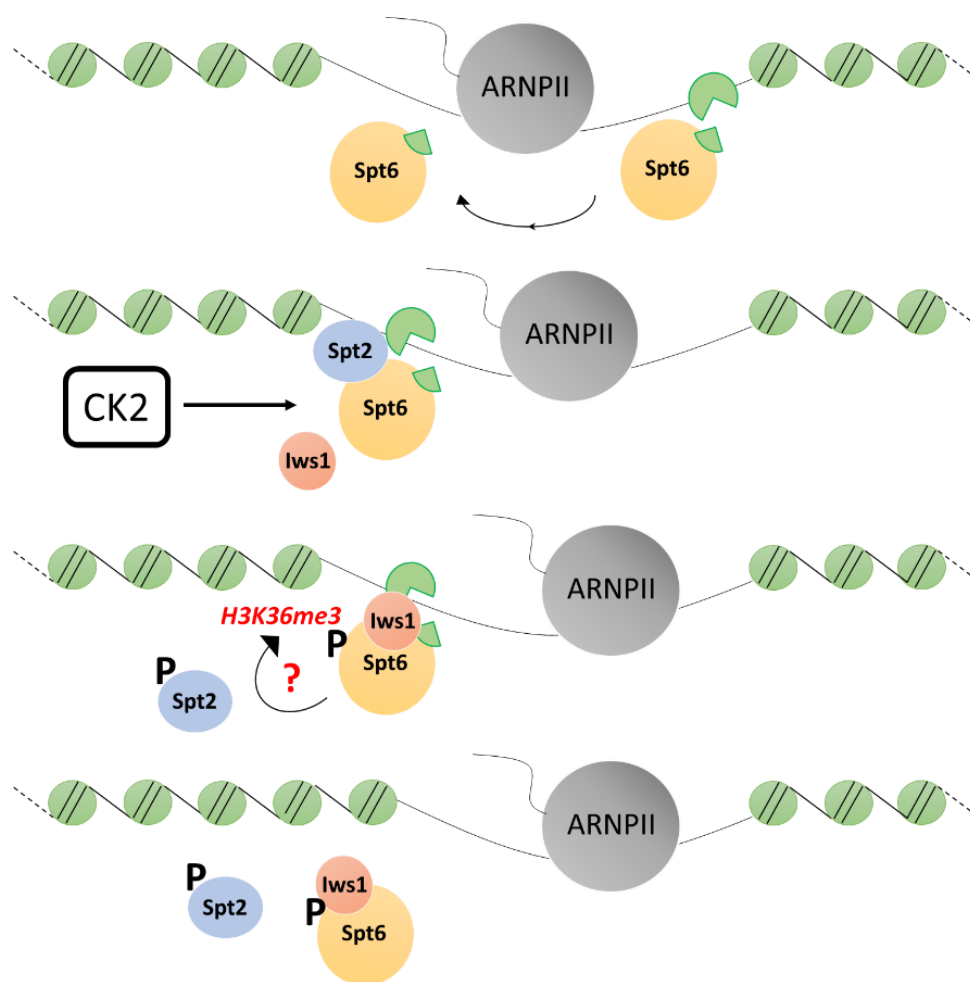 ARNPII
Spt6
Spt6
ARNPII
Spt2
CK2
Spt6
Iws1
ARNPII
H3K36me3
Iws1
P
Spt6
?
P
Spt2
ARNPII
P
Iws1
Spt2
P
Spt6